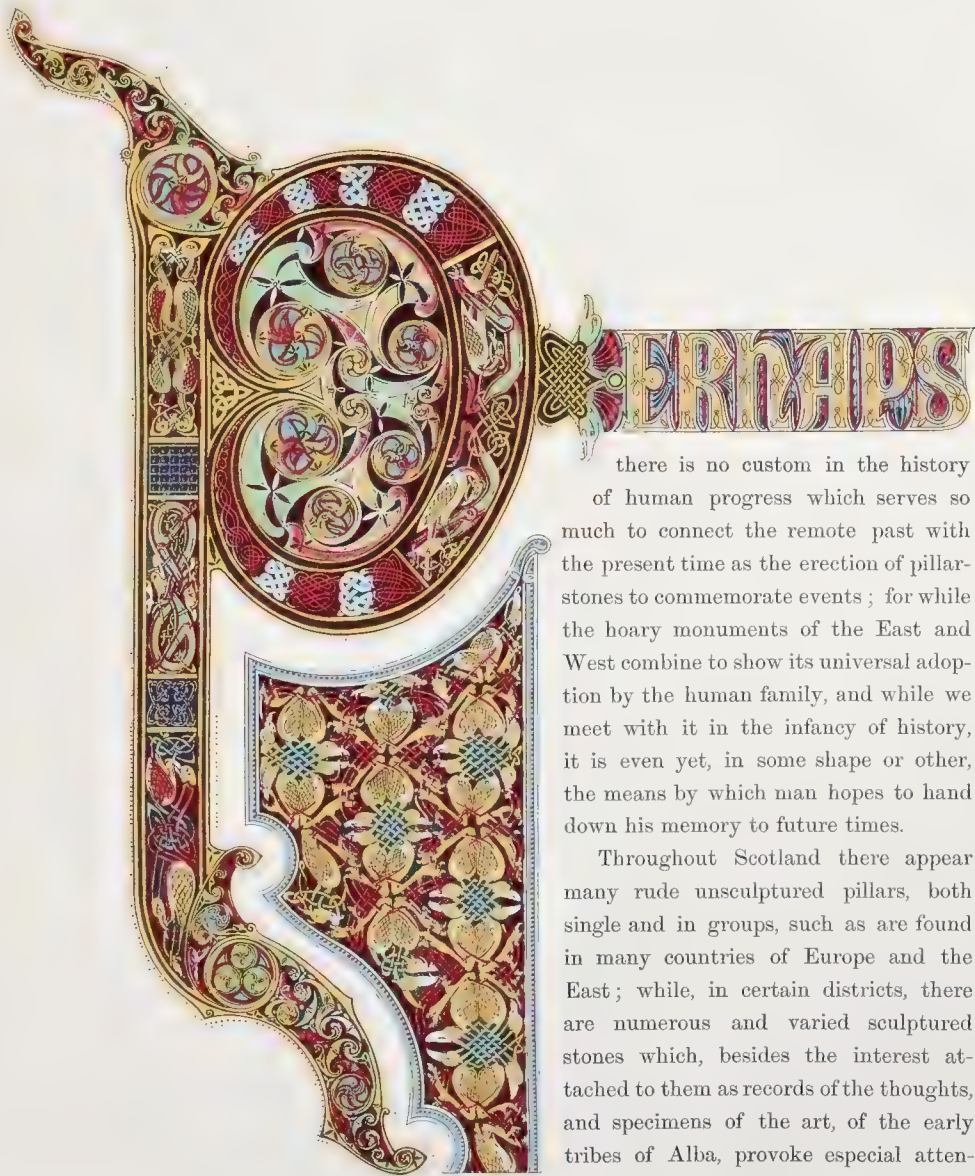 PERHAPS
there is no custom in the history
of human progress which serves so
much to connect the remote past with
the present time as the erection of pillar-
stones to commemorate events ; for while
the hoary monuments of the East and
West combine to show its universal adop-
tion by the human family, and while we
meet with it in the infancy of history,
it is even yet, in some shape or other,
the means by which man hopes to hand
down his memory to future times.
Throughout Scotland there appear
many rude unsculptured pillars, both
single and in groups, such as are found
in many countries of Europe and the
East ; while, in certain districts, there
are numerous and varied sculptured
stones which, besides the interest at-
tached to them as records of the thoughts,
and specimens of the art, of the early
tribes of Alba, provoke especial atten-